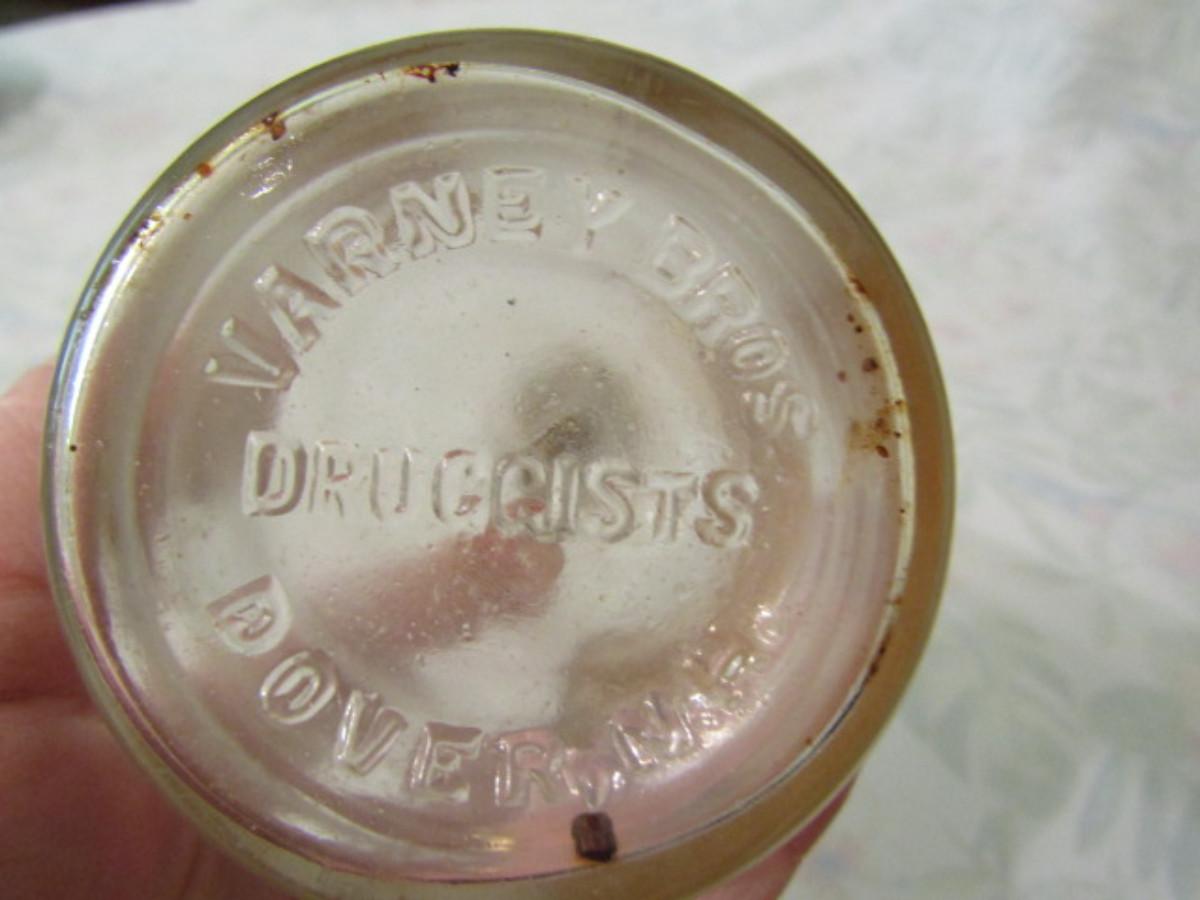 VARNEY BROS
DRUGGISTS
DOVER, N.H.